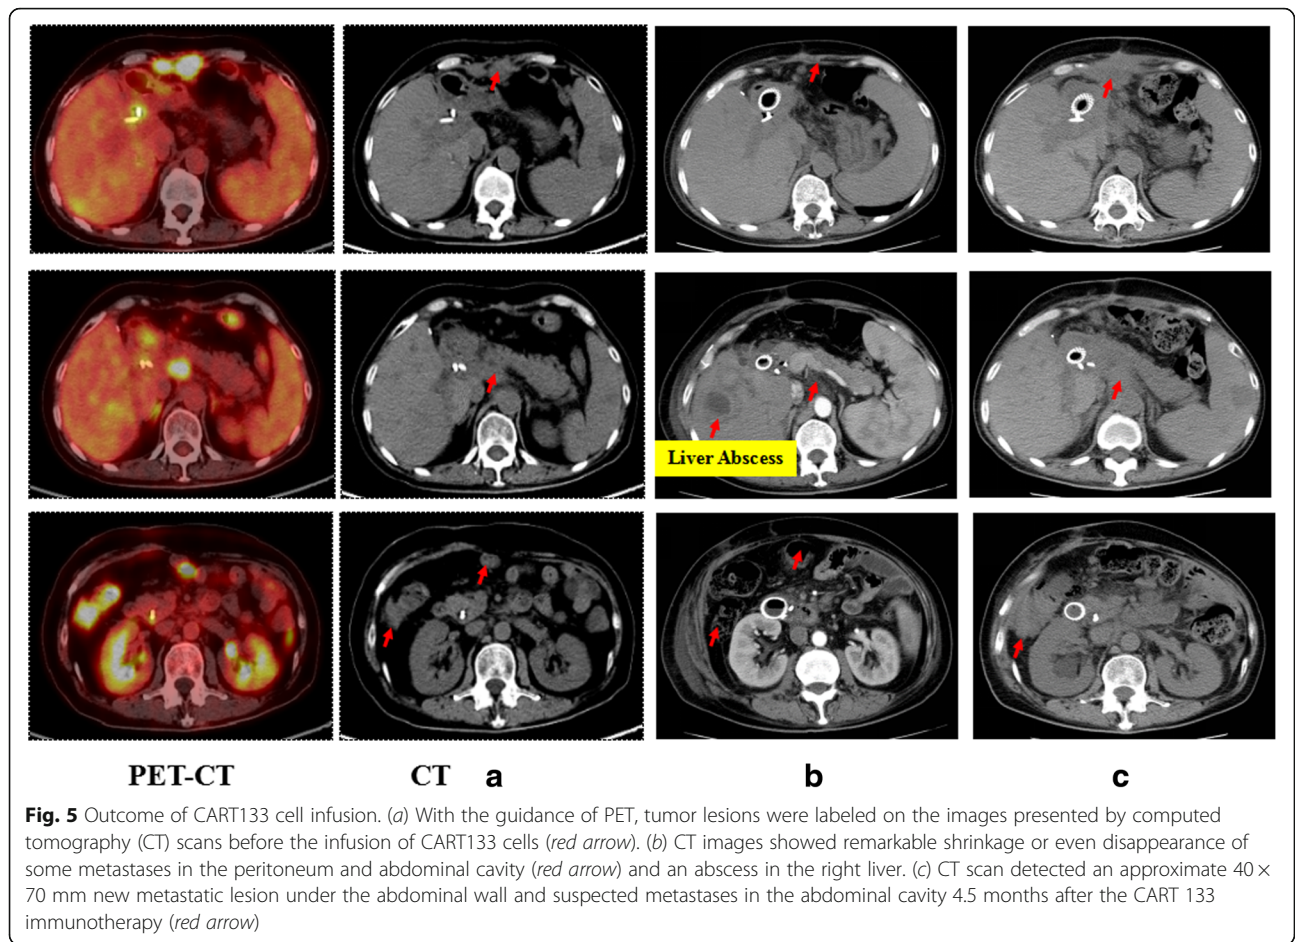 Liver Abscess
PET-CT CT a b c
Fig. 5 Outcome of CART133 cell infusion. (a) With the guidance of PET, tumor lesions were labeled on the images presented by computed
tomography (CT) scans before the infusion of CART133 cells (red arrow). (b) CT images showed remarkable shrinkage or even disappearance of
some metastases in the peritoneum and abdominal cavity (red arrow) and an abscess in the right liver. (c) CT scan detected an approximate 40 ×
70 mm new metastatic lesion under the abdominal wall and suspected metastases in the abdominal cavity 4.5 months after the CART 133
immunotherapy (red arrow)